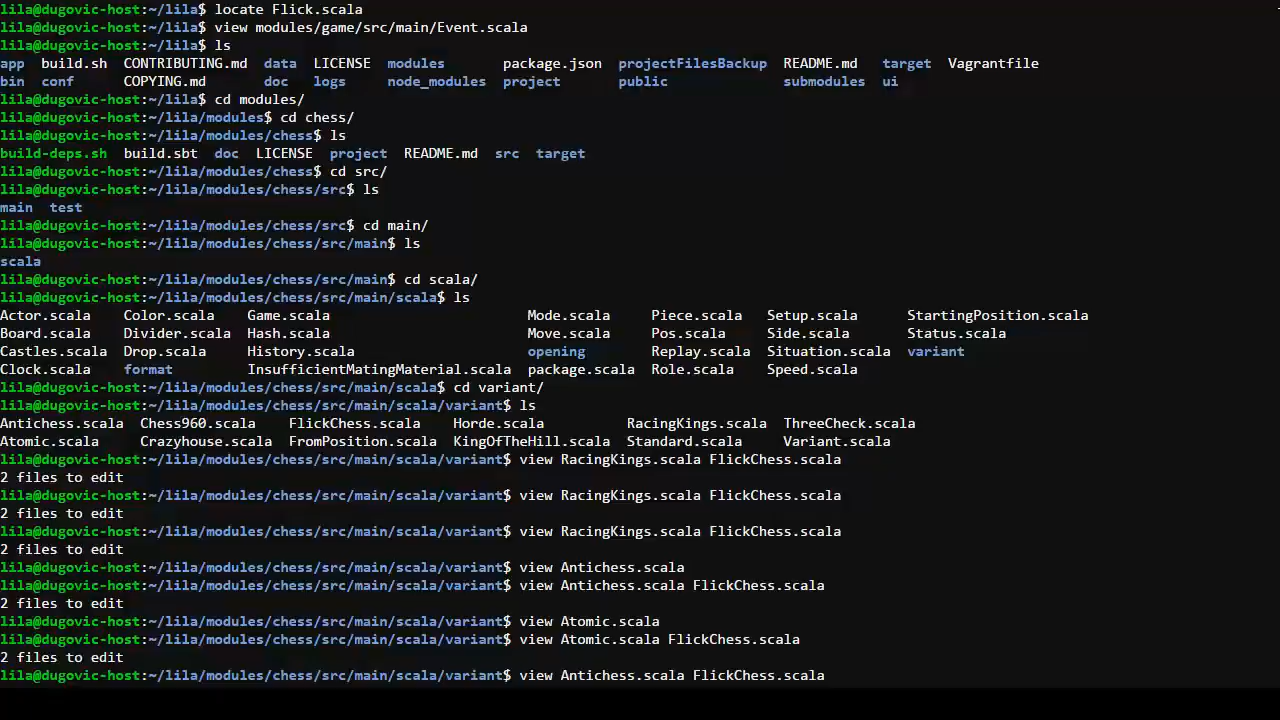 lila@dugovic-host:~/lila$ locate Flick.scala
lila@dugovic-host:~/lila$ view modules/game/src/main/Event.scala
lila@dugovic-host:~/lila$ ls
app  build.sh  CONTRIBUTING.md  data  LICENSE  modules  package.json  projectFilesBackup  README.md  target  Vagrantfile
bin  conf  COPYING.md  doc  logs  node_modules  project  public  submodules  ui
lila@dugovic-host:~/lila$ cd modules/
lila@dugovic-host:~/lila/modules$ cd chess/
lila@dugovic-host:~/lila/modules/chess$ ls
build-deps.sh  build.sbt  doc  LICENSE  project  README.md  src  target
lila@dugovic-host:~/lila/modules/chess$ cd src/
lila@dugovic-host:~/lila/modules/chess/src$ ls
main  test
lila@dugovic-host:~/lila/modules/chess/src$ cd main/
lila@dugovic-host:~/lila/modules/chess/src/main$ ls
scala
lila@dugovic-host:~/lila/modules/chess/src/main$ cd scala/
lila@dugovic-host:~/lila/modules/chess/src/main/scala$ ls
Actor.scala  Color.scala  Game.scala  Mode.scala  Piece.scala  Setup.scala  StartingPosition.scala
Board.scala  Divider.scala  Hash.scala  Move.scala  Pos.scala  Side.scala  Status.scala
Castles.scala  Drop.scala  History.scala  opening  Replay.scala  Situation.scala  variant
Clock.scala  format  InsufficientMatingMaterial.scala  package.scala  Role.scala  Speed.scala
lila@dugovic-host:~/lila/modules/chess/src/main/scala$ cd variant/
lila@dugovic-host:~/lila/modules/chess/src/main/scala/variant$ ls
Antichess.scala  Chess960.scala  FlickChess.scala  Horde.scala  RacingKings.scala  ThreeCheck.scala
Atomic.scala  Crazyhouse.scala  FromPosition.scala  KingOfTheHill.scala  Standard.scala  Variant.scala
lila@dugovic-host:~/lila/modules/chess/src/main/scala/variant$ view RacingKings.scala FlickChess.scala
2 files to edit
lila@dugovic-host:~/lila/modules/chess/src/main/scala/variant$ view RacingKings.scala FlickChess.scala
2 files to edit
lila@dugovic-host:~/lila/modules/chess/src/main/scala/variant$ view RacingKings.scala FlickChess.scala
2 files to edit
lila@dugovic-host:~/lila/modules/chess/src/main/scala/variant$ view Antichess.scala
lila@dugovic-host:~/lila/modules/chess/src/main/scala/variant$ view Antichess.scala FlickChess.scala
2 files to edit
lila@dugovic-host:~/lila/modules/chess/src/main/scala/variant$ view Atomic.scala
lila@dugovic-host:~/lila/modules/chess/src/main/scala/variant$ view Atomic.scala FlickChess.scala
2 files to edit
lila@dugovic-host:~/lila/modules/chess/src/main/scala/variant$ view Antichess.scala FlickChess.scala